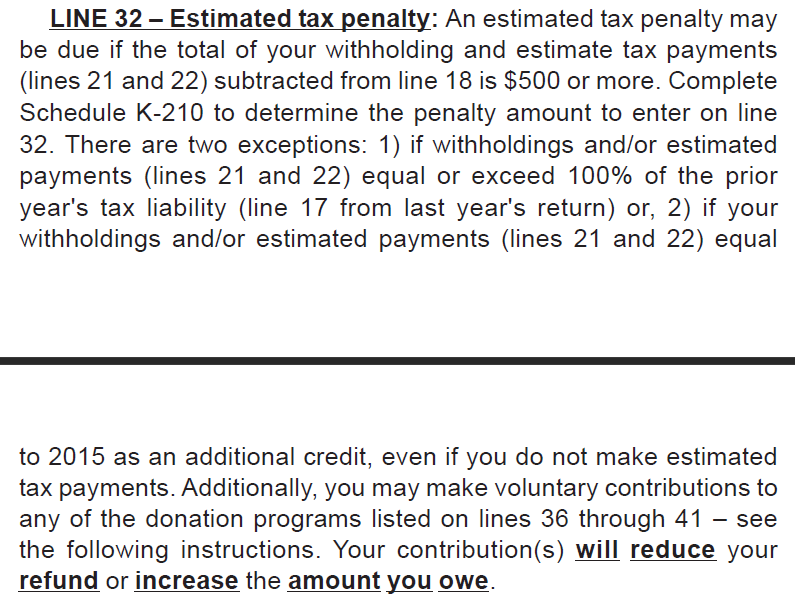 LINE 32 – Estimated tax penalty: An estimated tax penalty may
be due if the total of your withholding and estimate tax payments
(lines 21 and 22) subtracted from line 18 is $500 or more. Complete
Schedule K-210 to determine the penalty amount to enter on line
32. There are two exceptions: 1) if withholdings and/or estimated
payments (lines 21 and 22) equal or exceed 100% of the prior
year's tax liability (line 17 from last year's return) or, 2) if your
withholdings and/or estimated payments (lines 21 and 22) equal
to 2015 as an additional credit, even if you do not make estimated
tax payments. Additionally, you may make voluntary contributions to
any of the donation programs listed on lines 36 through 41 – see
the following instructions. Your contribution(s) will reduce your
refund or increase the amount you owe.